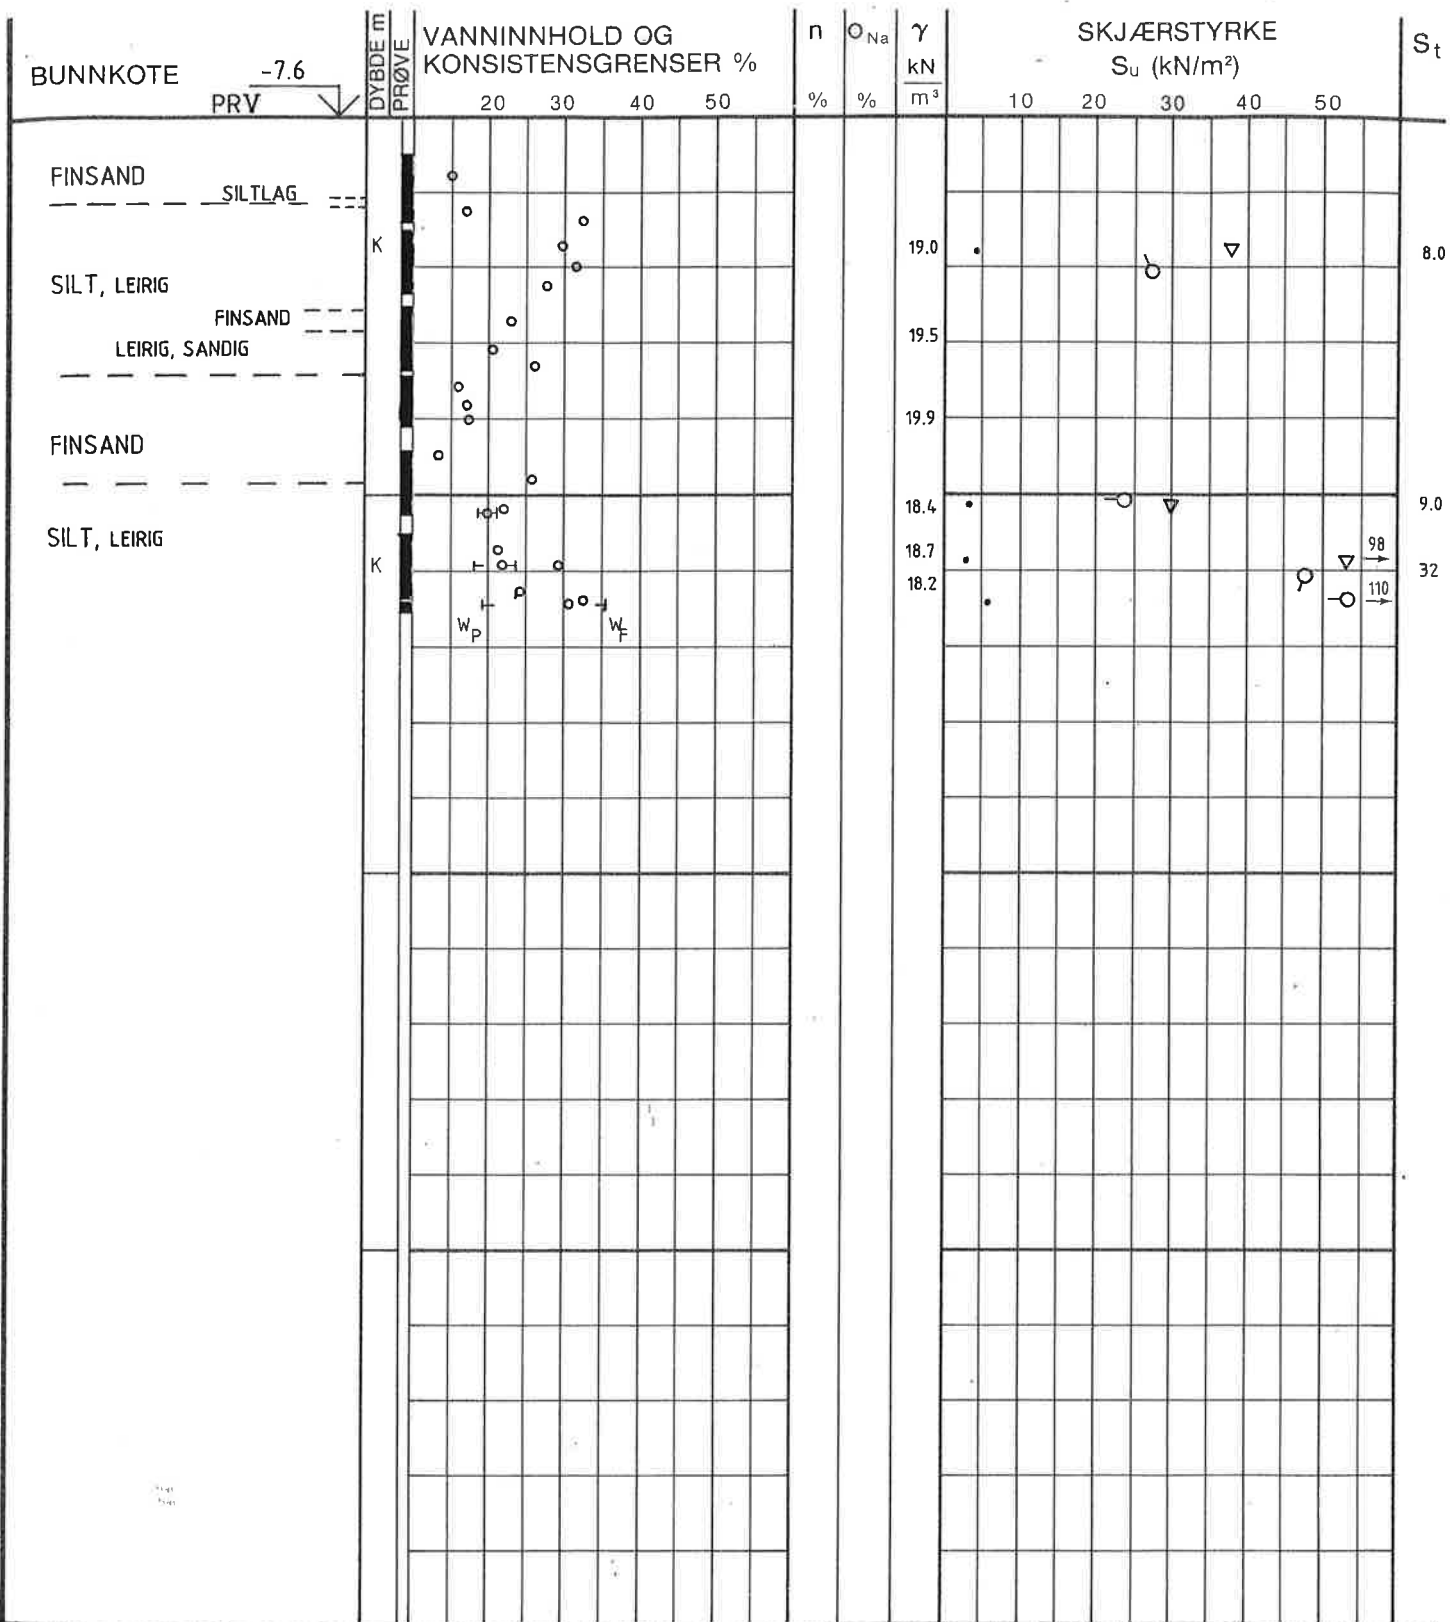 BUNNKOTE -7.6
PRV
DYBDE m
PRØVE
VANNINNHOLD OG
KONSISTENSGRENSER %
20 30 40 50
n
%
O Na
%
γ
kN
m³
SKJÆRSTYRKE
Su (kN/m²)
10 20 30 40 50
St
FINSAND
SILTLAG
K
19.0
8.0
SILT, LEIRIG
FINSAND
19.5
LEIRIG, SANDIG
19.9
FINSAND
18.4
9.0
SILT, LEIRIG
18.7
98
K
32
18.2
110
WP
WF